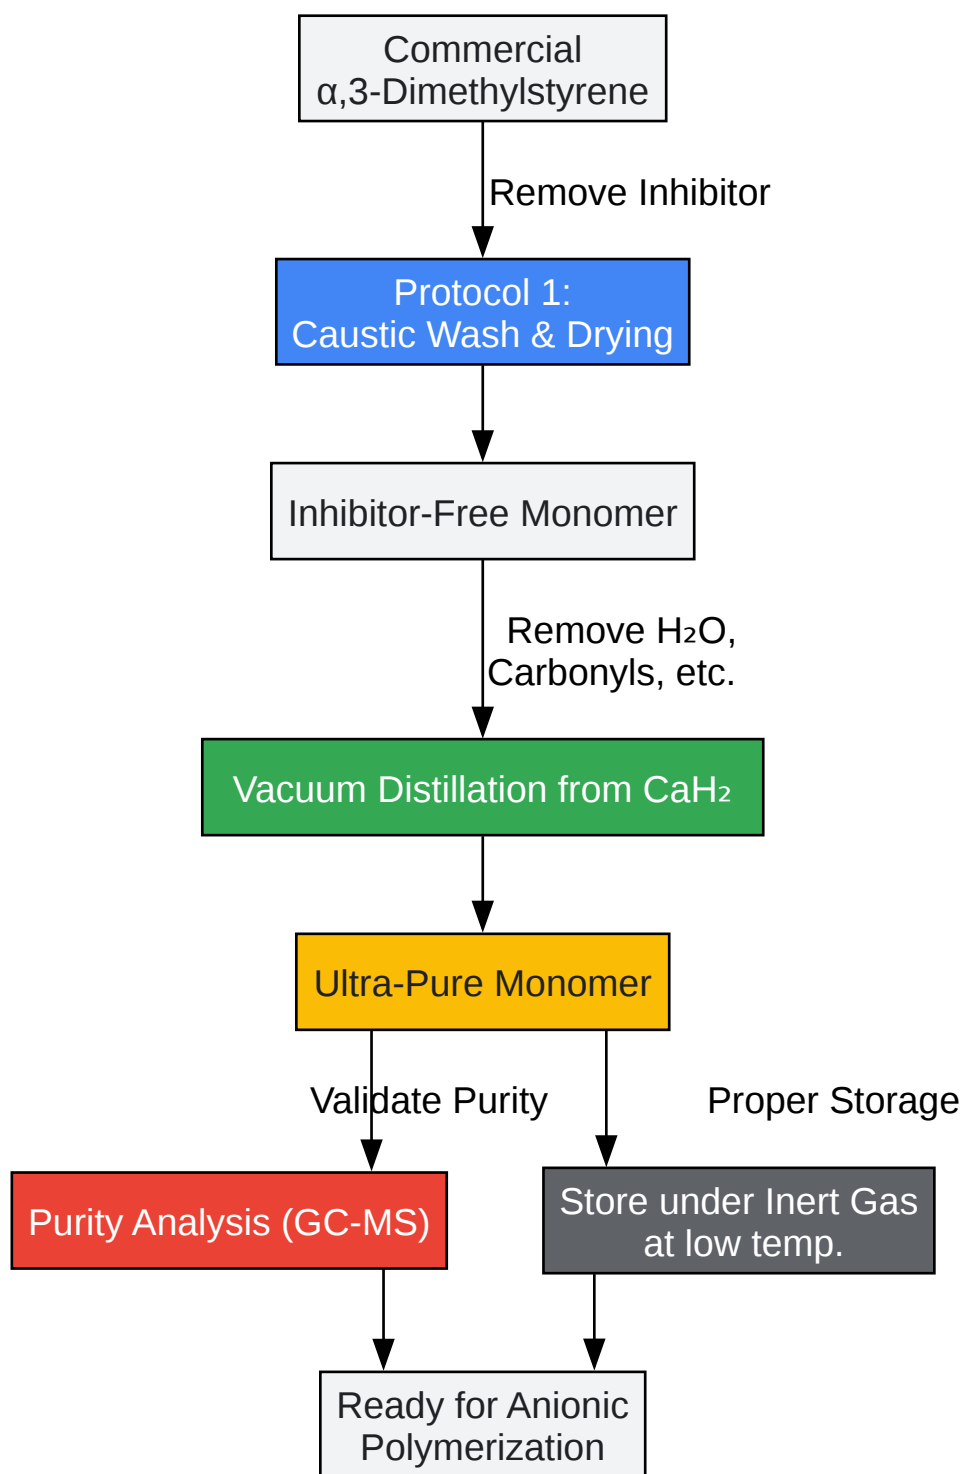 Commercial
α,3-Dimethylstyrene
Remove Inhibitor
Protocol 1:
Caustic Wash & Drying
Inhibitor-Free Monomer
Remove H₂O,
Carbonyls, etc.
Vacuum Distillation from CaH₂
Ultra-Pure Monomer
Validate Purity
Proper Storage
Purity Analysis (GC-MS)
Store under Inert Gas
at low temp.
Ready for Anionic
Polymerization